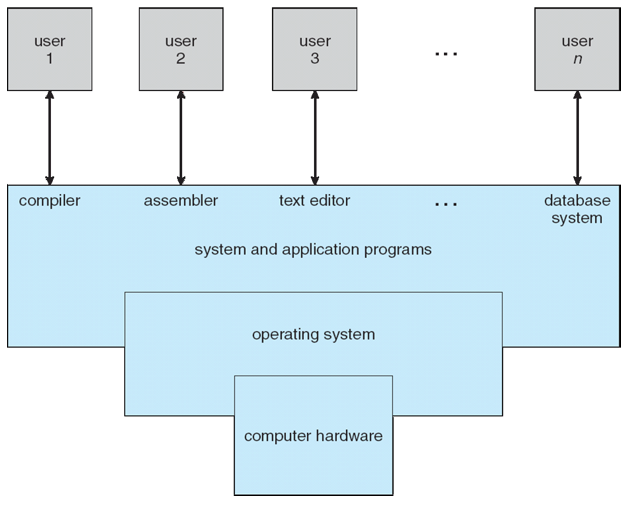 user
1
user
2
user
3
...
user
n
compiler
assembler
text editor
...
database
system
system and application programs
operating system
computer hardware